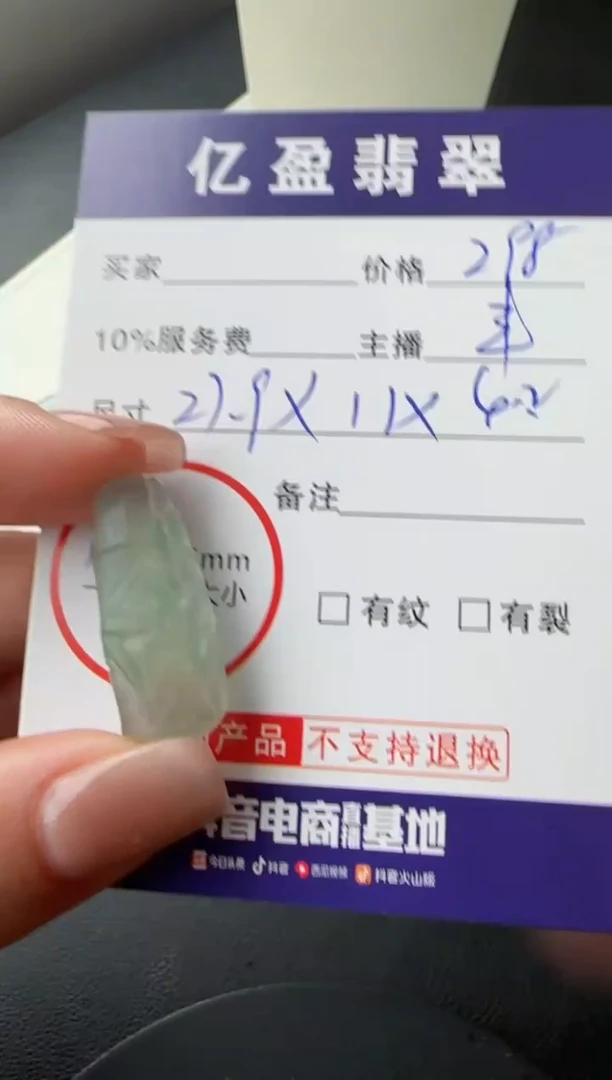 亿盈翡翠
买家 价格 298
10%服务费 主播
尺寸 27.9X11X6.2
备注
mm
大小
□有纹 □有裂
产品 不支持退换
音电商直播基地
今日头条 抖音 西瓜视频 抖音火山版